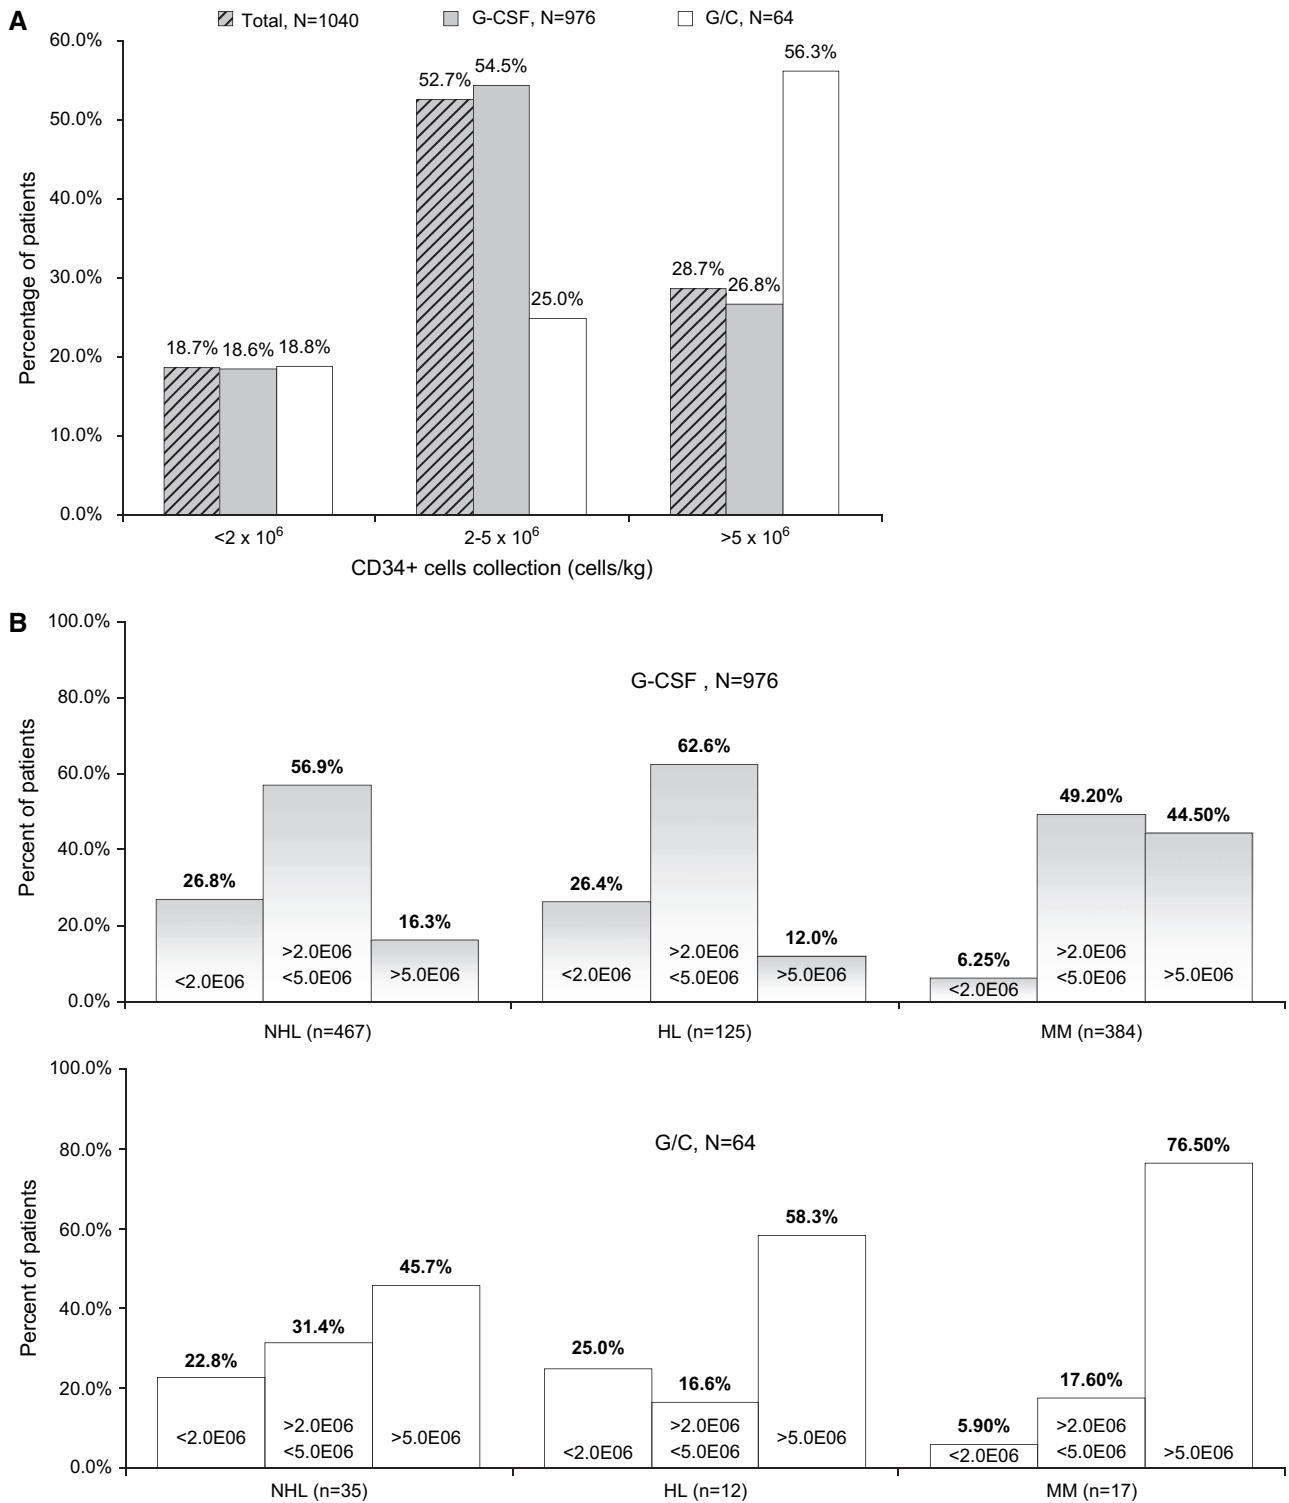 A
Total, N=1040 G-CSF, N=976 G/C, N=64
60.0%
50.0%
40.0%
30.0%
20.0%
10.0%
0.0%
Percentage of patients
18.7% 18.6% 18.8%
52.7% 54.5% 25.0%
28.7% 26.8% 56.3%
<2 x 10⁶ 2-5 x 10⁶ >5 x 10⁶
CD34+ cells collection (cells/kg)
B
100.0%
80.0%
60.0%
40.0%
20.0%
0.0%
Percent of patients
G-CSF , N=976
26.8% 56.9% 16.3%
<2.0E06
>2.0E06
<5.0E06
>5.0E06
26.4% 62.6% 12.0%
<2.0E06
>2.0E06
<5.0E06
>5.0E06
6.25% 49.20% 44.50%
<2.0E06
>2.0E06
<5.0E06
>5.0E06
NHL (n=467) HL (n=125) MM (n=384)
100.0%
80.0%
60.0%
40.0%
20.0%
0.0%
Percent of patients
G/C, N=64
22.8% 31.4% 45.7%
<2.0E06
>2.0E06
<5.0E06
>5.0E06
25.0% 16.6% 58.3%
<2.0E06
>2.0E06
<5.0E06
>5.0E06
5.90% 17.60% 76.50%
<2.0E06
>2.0E06
<5.0E06
>5.0E06
NHL (n=35) HL (n=12) MM (n=17)